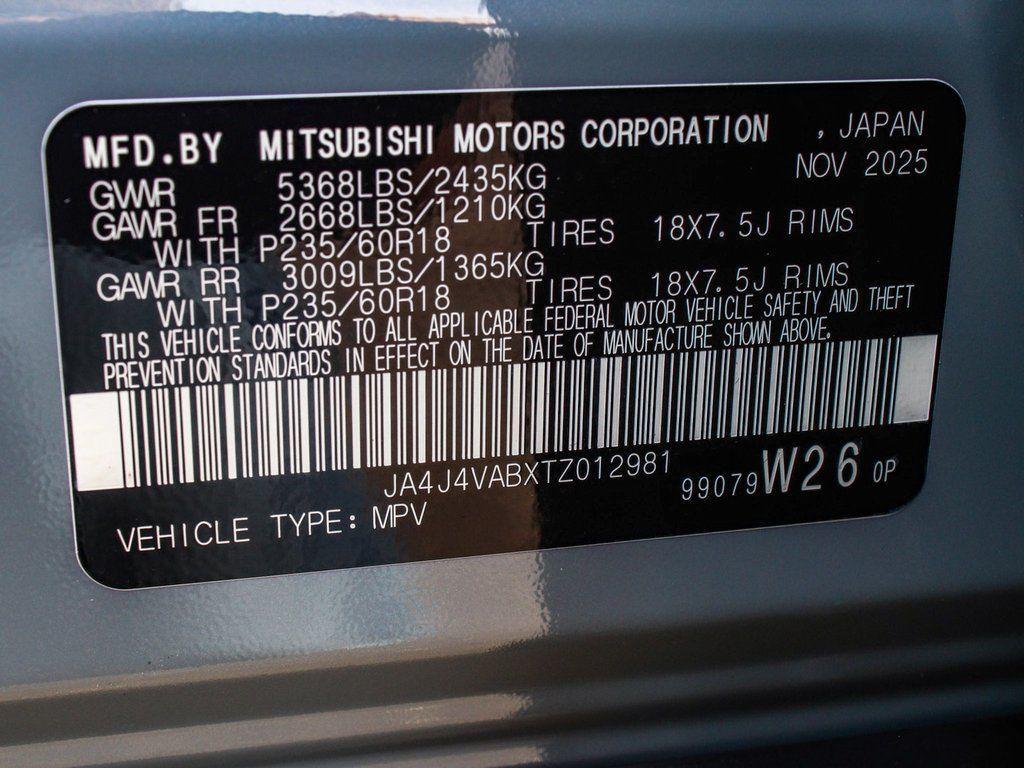 MFD.BY MITSUBISHI MOTORS CORPORATION , JAPAN
NOV 2025
GVWR 5368LBS/2435KG
GAWR FR 2668LBS/1210KG
WITH P235/60R18 TIRES 18X7.5J RIMS
GAWR RR 3009LBS/1365KG
WITH P235/60R18 TIRES 18X7.5J RIMS
THIS VEHICLE CONFORMS TO ALL APPLICABLE FEDERAL MOTOR VEHICLE SAFETY AND THEFT
PREVENTION STANDARDS IN EFFECT ON THE DATE OF MANUFACTURE SHOWN ABOVE.
JA4J4VABXTZ012981 99079W26 0P
VEHICLE TYPE: MPV